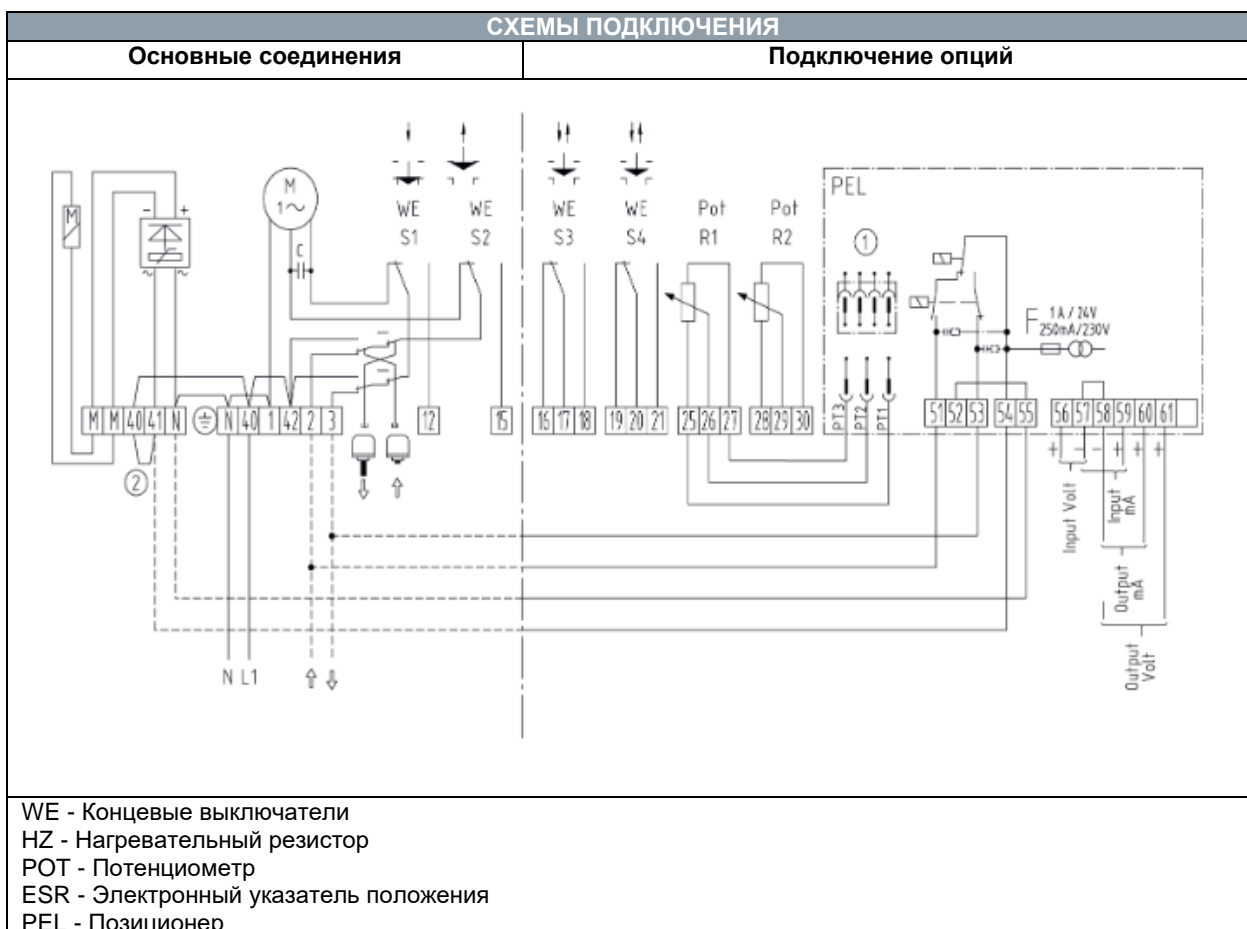 СХЕМЫ ПОДКЛЮЧЕНИЯ
Основные соединения
Подключение опций
M
1~
C
WE
S1
WE
S2
WE
S3
WE
S4
Pot
R1
Pot
R2
PEL
1
F 1A / 24V
250mA/230V
M
- +
~ ~
M M 40 41 N
N 40 1 42 2 3
12
15
16 17 18
19 20 21
25 26 27
28 29 30
PT3 PT2 PT1
51 52 53
54 55
56 57 58 59 60 61
2
+ - - + + +
Input Volt
Input
mA
Output
mA
Output
Volt
N L1
WE - Концевые выключатели
HZ - Нагревательный резистор
POT - Потенциометр
ESR - Электронный указатель положения
PEL - Позиционер